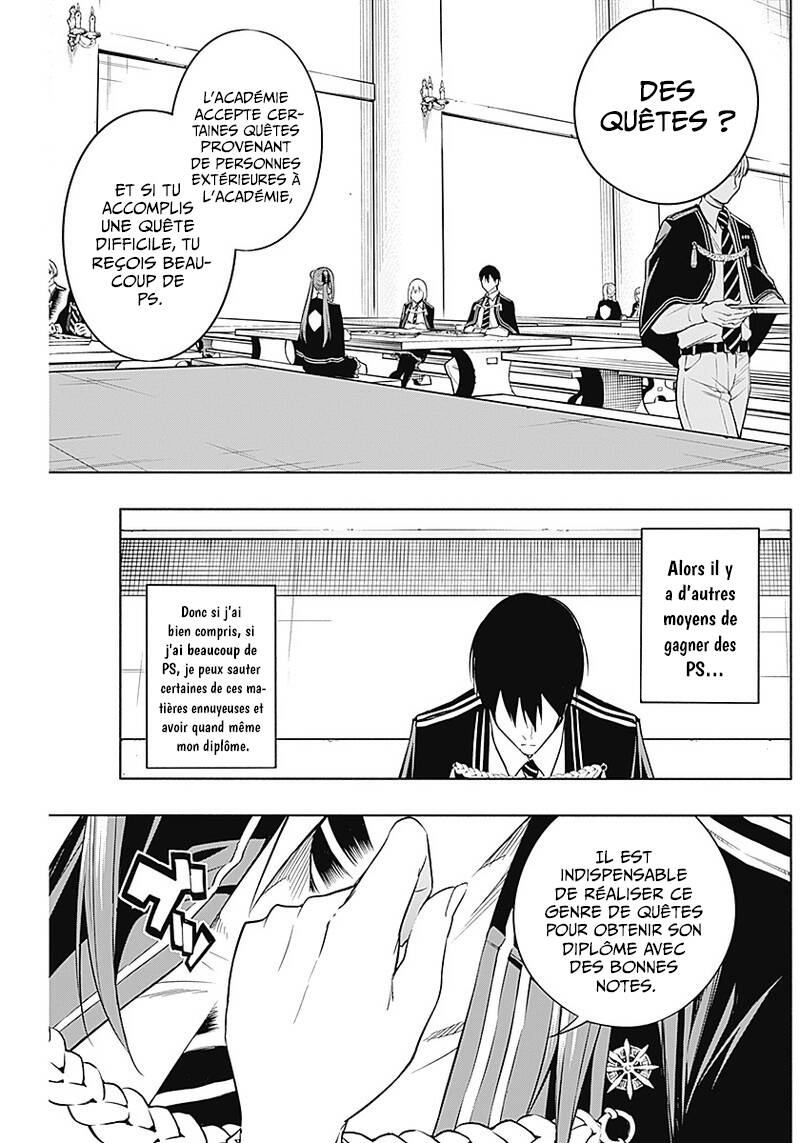 DES
QUÊTES ?
L'ACADÉMIE
ACCEPTE CER-
TAINES QUÊTES
PROVENANT
DE PERSONNES
EXTÉRIEURES À
L'ACADÉMIE,
ET SI TU
ACCOMPLIS
UNE QUÊTE
DIFFICILE, TU
REÇOIS BEAU-
COUP DE
PS.
Alors il y
a d'autres
moyens de
gagner des
PS...
Donc si j'ai
bien compris, si
j'ai beaucoup de
PS, je peux sauter
certaines de ces ma-
tières ennuyeuses et
avoir quand même
mon diplôme.
IL EST
INDISPENSABLE
DE RÉALISER CE
GENRE DE QUÊTES
POUR OBTENIR SON
DIPLÔME AVEC
DES BONNES
NOTES.
グイ